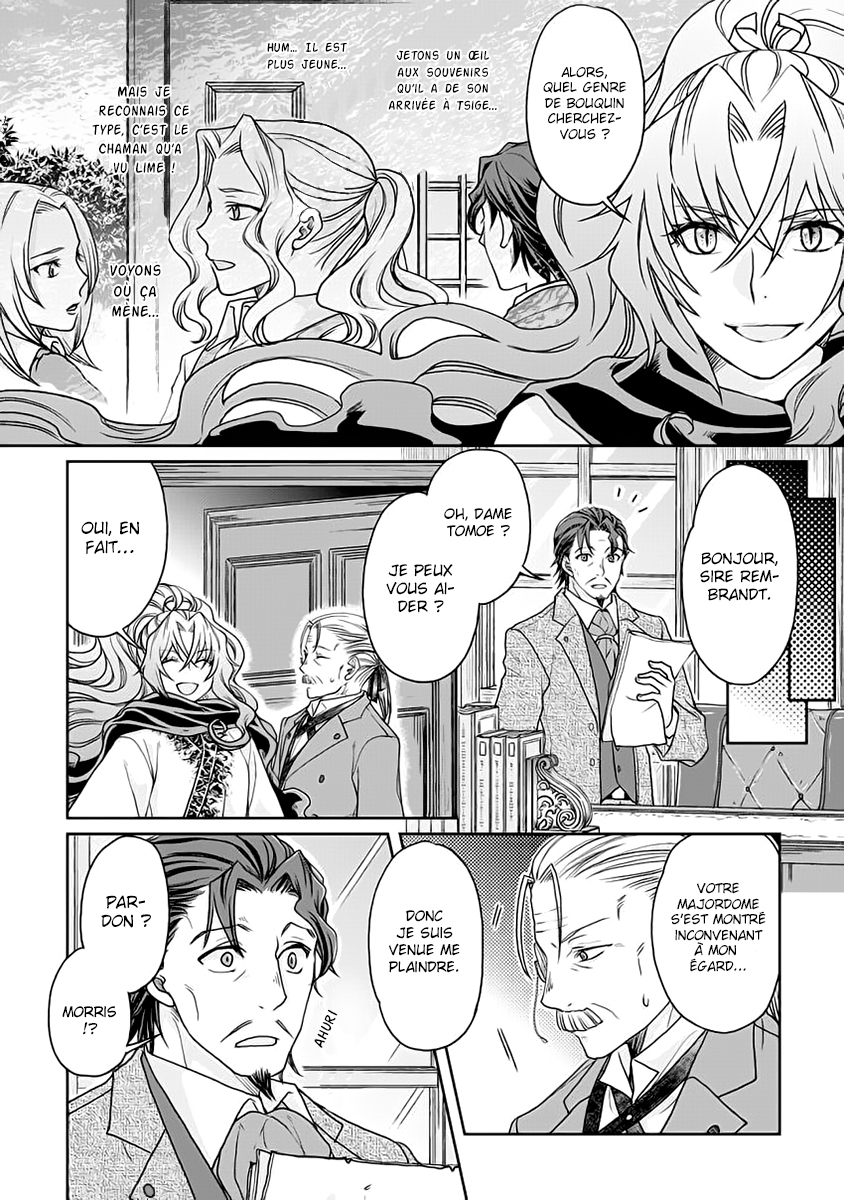 ALORS,
QUEL GENRE
DE BOUQUIN
CHERCHEZ-
VOUS ?
JETONS UN ŒIL
AUX SOUVENIRS
QU'IL A DE SON
ARRIVÉE À TSIGE...
HUM... IL EST
PLUS JEUNE...
MAIS JE
RECONNAIS CE
TYPE, C'EST LE
CHAMAN QU'A
VU LIME !
VOYONS
OÙ ÇA
MÈNE...
BONJOUR,
SIRE REM-
BRANDT.
OH, DAME
TOMOE ?
JE PEUX
VOUS AI-
DER ?
OUI, EN
FAIT...
VOTRE
MAJORDOME
S'EST MONTRÉ
INCONVENANT
À MON
ÉGARD...
DONC
JE SUIS
VENUE ME
PLAINDRE.
AHURI
PAR-
DON ?
MORRIS
!?